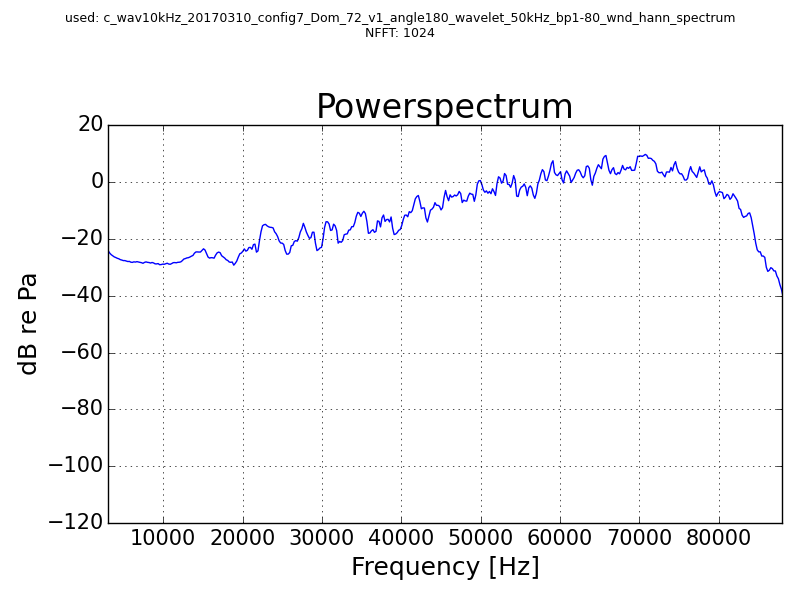 used: c_wav10kHz_20170310_config7_Dom_72_v1_angle180_wavelet_50kHz_bp1-80_wnd_hann_spectrum
NFFT: 1024
Powerspectrum
20
0
−20
−40
−60
−80
−100
−120
dB re Pa
10000 20000 30000 40000 50000 60000 70000 80000
Frequency [Hz]